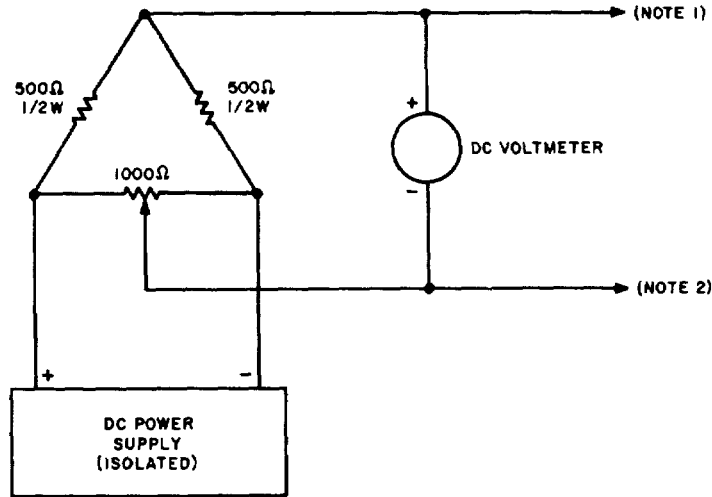 (NOTE 1)
500Ω
1/2W
500Ω
1/2W
+
DC VOLTMETER
-
1000Ω
(NOTE 2)
+
-
DC POWER
SUPPLY
(ISOLATED)